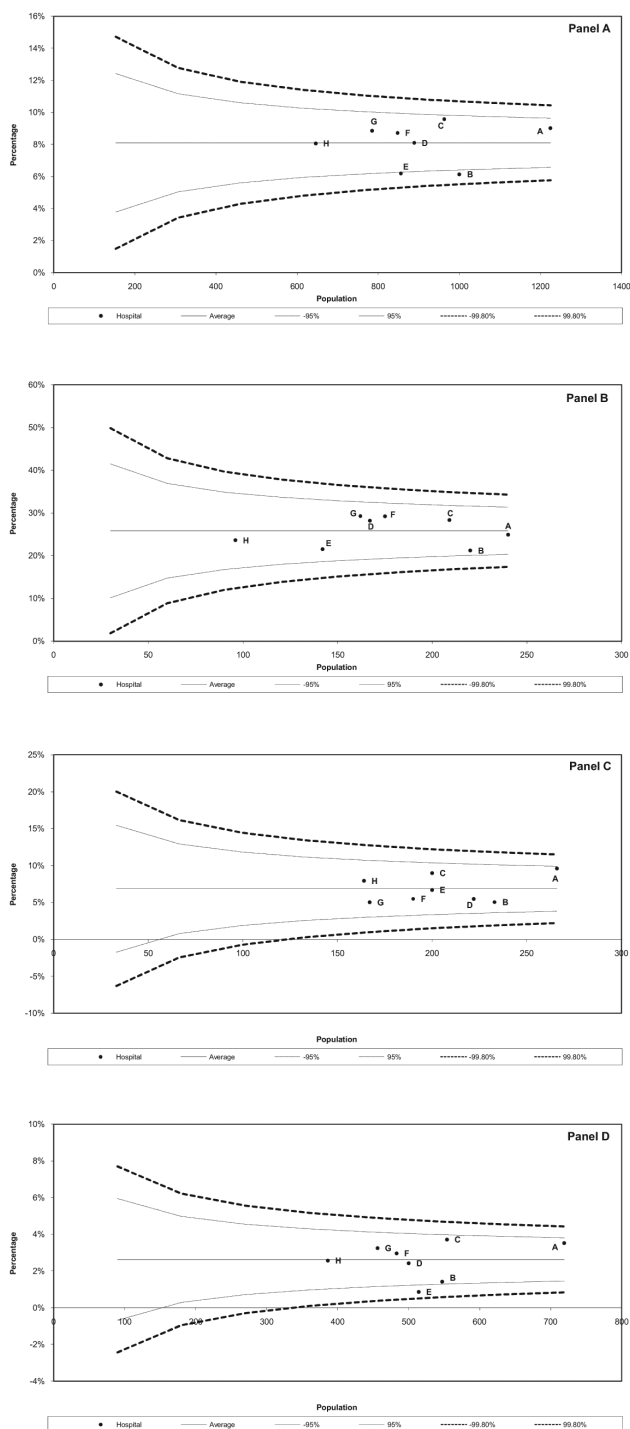 Panel A
16%
14%
12%
10%
8%
6%
4%
2%
0%
Percentage
G
F
C
A
H
D
E
B
0 200 400 600 800 1000 1200 1400
Population
Hospital Average -95% 95% -99.80% 99.80%
Panel B
60%
50%
40%
30%
20%
10%
0%
Percentage
G
F
C
A
D
H
E
B
0 50 100 150 200 250 300
Population
Hospital Average -95% 95% -99.80% 99.80%
Panel C
25%
20%
15%
10%
5%
0%
-5%
-10%
Percentage
H
C
A
E
G
F
D
B
0 50 100 150 200 250 300
Population
Hospital Average -95% 95% -99.80% 99.80%
Panel D
10%
8%
6%
4%
2%
0%
-2%
-4%
Percentage
C
A
G
F
H
D
B
E
0 100 200 300 400 500 600 700 800
Population
Hospital Average -95% 95% -99.80% 99.80%